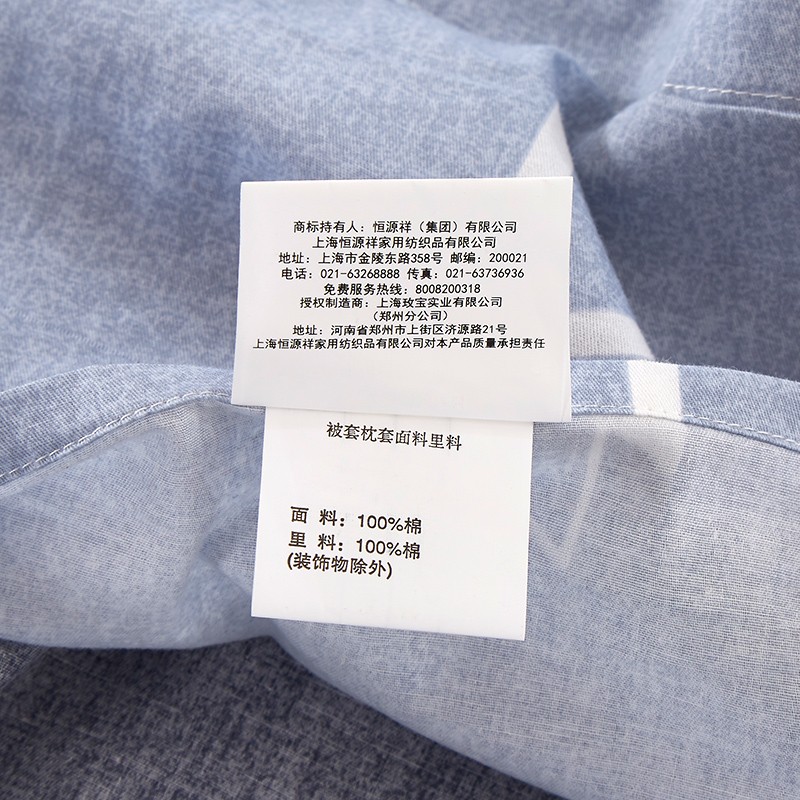 商标持有人：恒源祥（集团）有限公司
上海恒源祥家用纺织品有限公司
地址：上海市金陵东路358号 邮编：200021
电话：021-63268888 传真：021-63736936
免费服务热线：8008200318
授权制造商：上海玫宝实业有限公司
（郑州分公司）
地址：河南省郑州市上街区济源路21号
上海恒源祥家用纺织品有限公司对本产品质量承担责任
被套枕套面料里料
面 料：100%棉
里 料：100%棉
(装饰物除外)